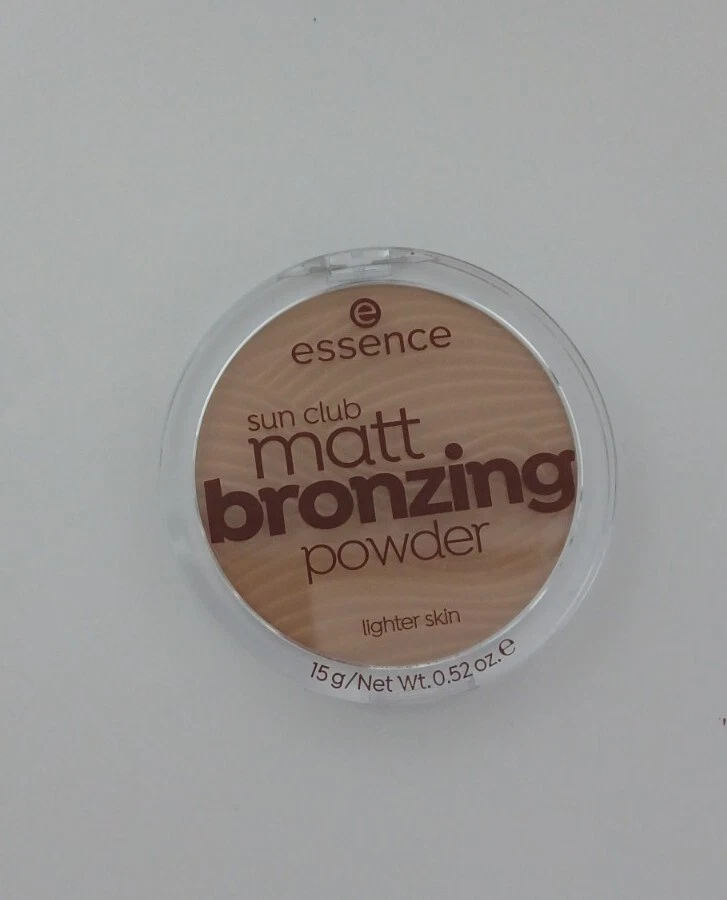 e
essence
sun club
matt
bronzing
powder
lighter skin
15 g/Net Wt. 0.52 oz. ℮